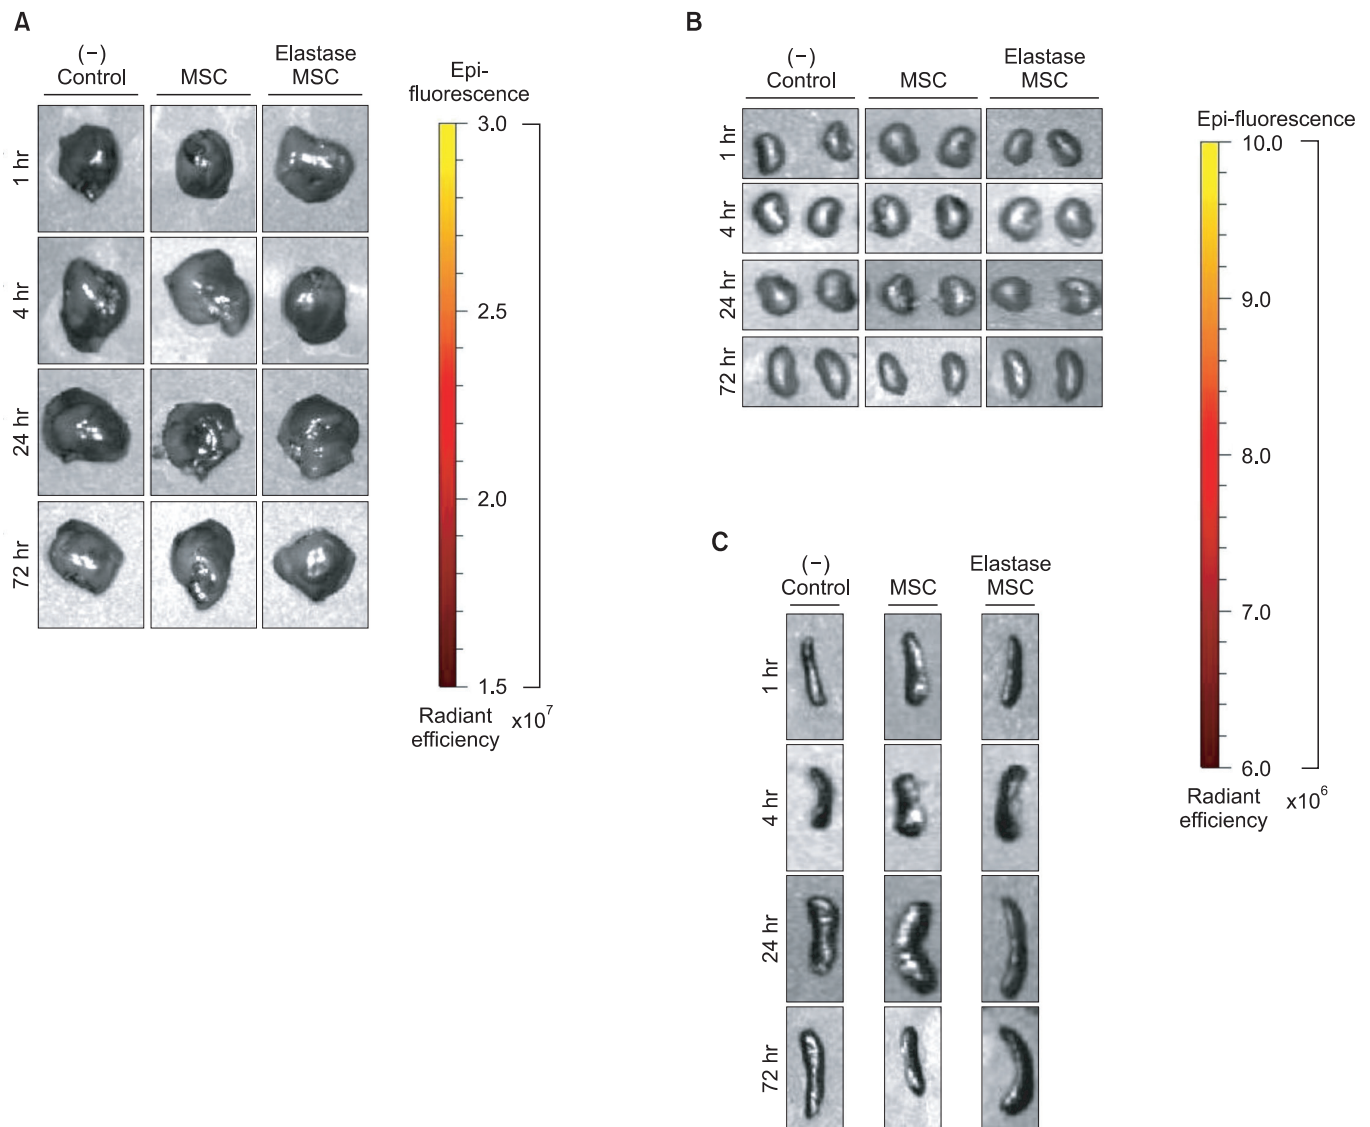 A
(−)
Control
MSC
Elastase
MSC
1 hr
4 hr
24 hr
72 hr
Epi-
fluorescence
3.0
2.5
2.0
1.5
Radiant
efficiency
x10⁷
B
(−)
Control
MSC
Elastase
MSC
1 hr
4 hr
24 hr
72 hr
Epi-fluorescence
10.0
9.0
8.0
7.0
6.0
Radiant
efficiency
x10⁶
C
(−)
Control
MSC
Elastase
MSC
1 hr
4 hr
24 hr
72 hr